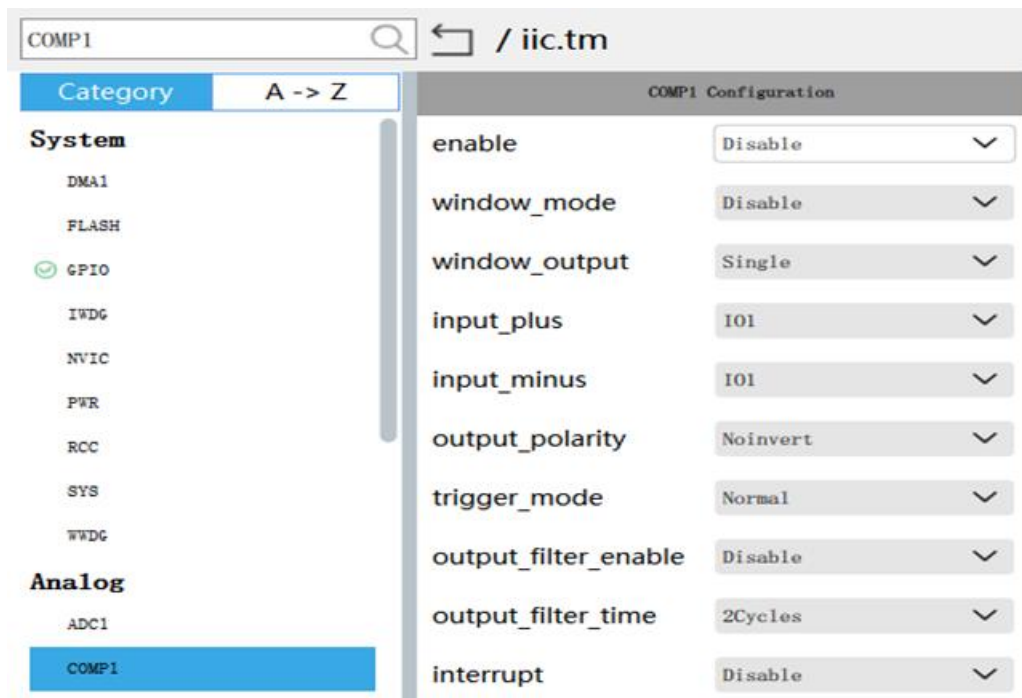 COMP1
/ iic.tm
Category A -> Z
System
DMA1
FLASH
GPIO
IWDG
NVIC
PWR
RCC
SYS
WWDG
Analog
ADC1
COMP1
COMP1 Configuration
enable Disable
window_mode Disable
window_output Single
input_plus IO1
input_minus IO1
output_polarity Noinvert
trigger_mode Normal
output_filter_enable Disable
output_filter_time 2Cycles
interrupt Disable